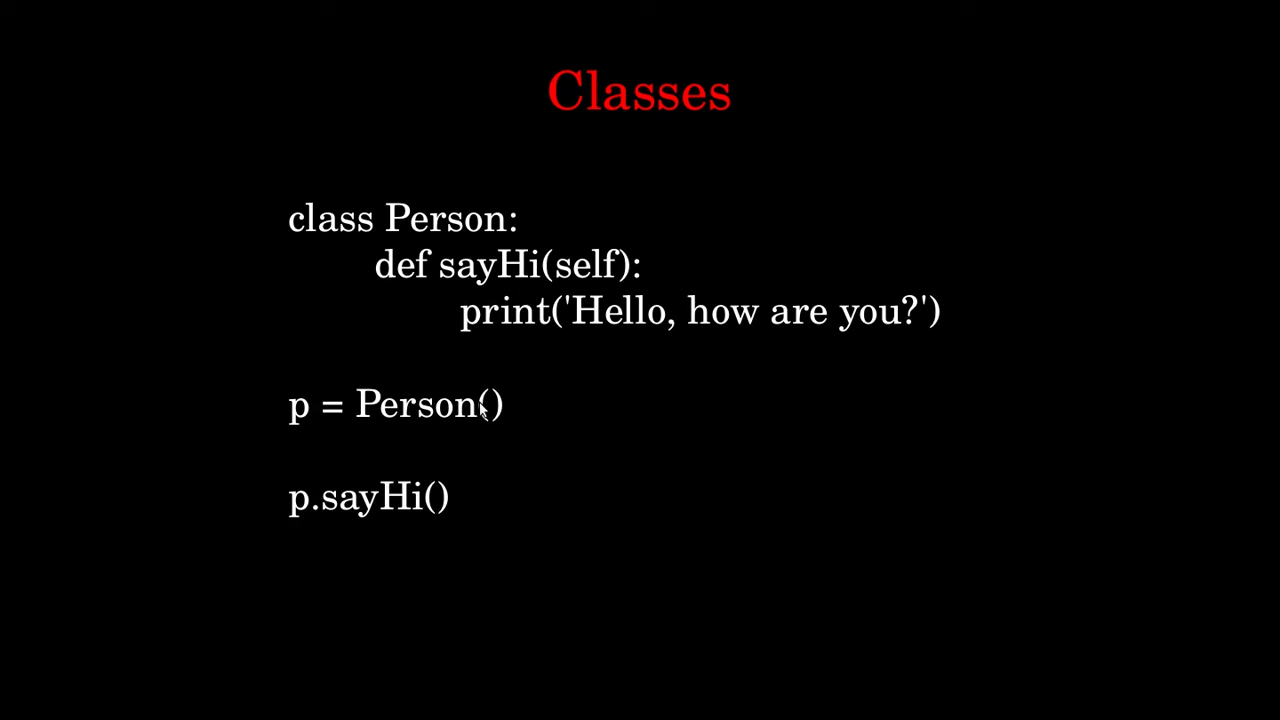 Classes
class Person:
def sayHi(self):
print('Hello, how are you?')
p = Person()
p.sayHi()